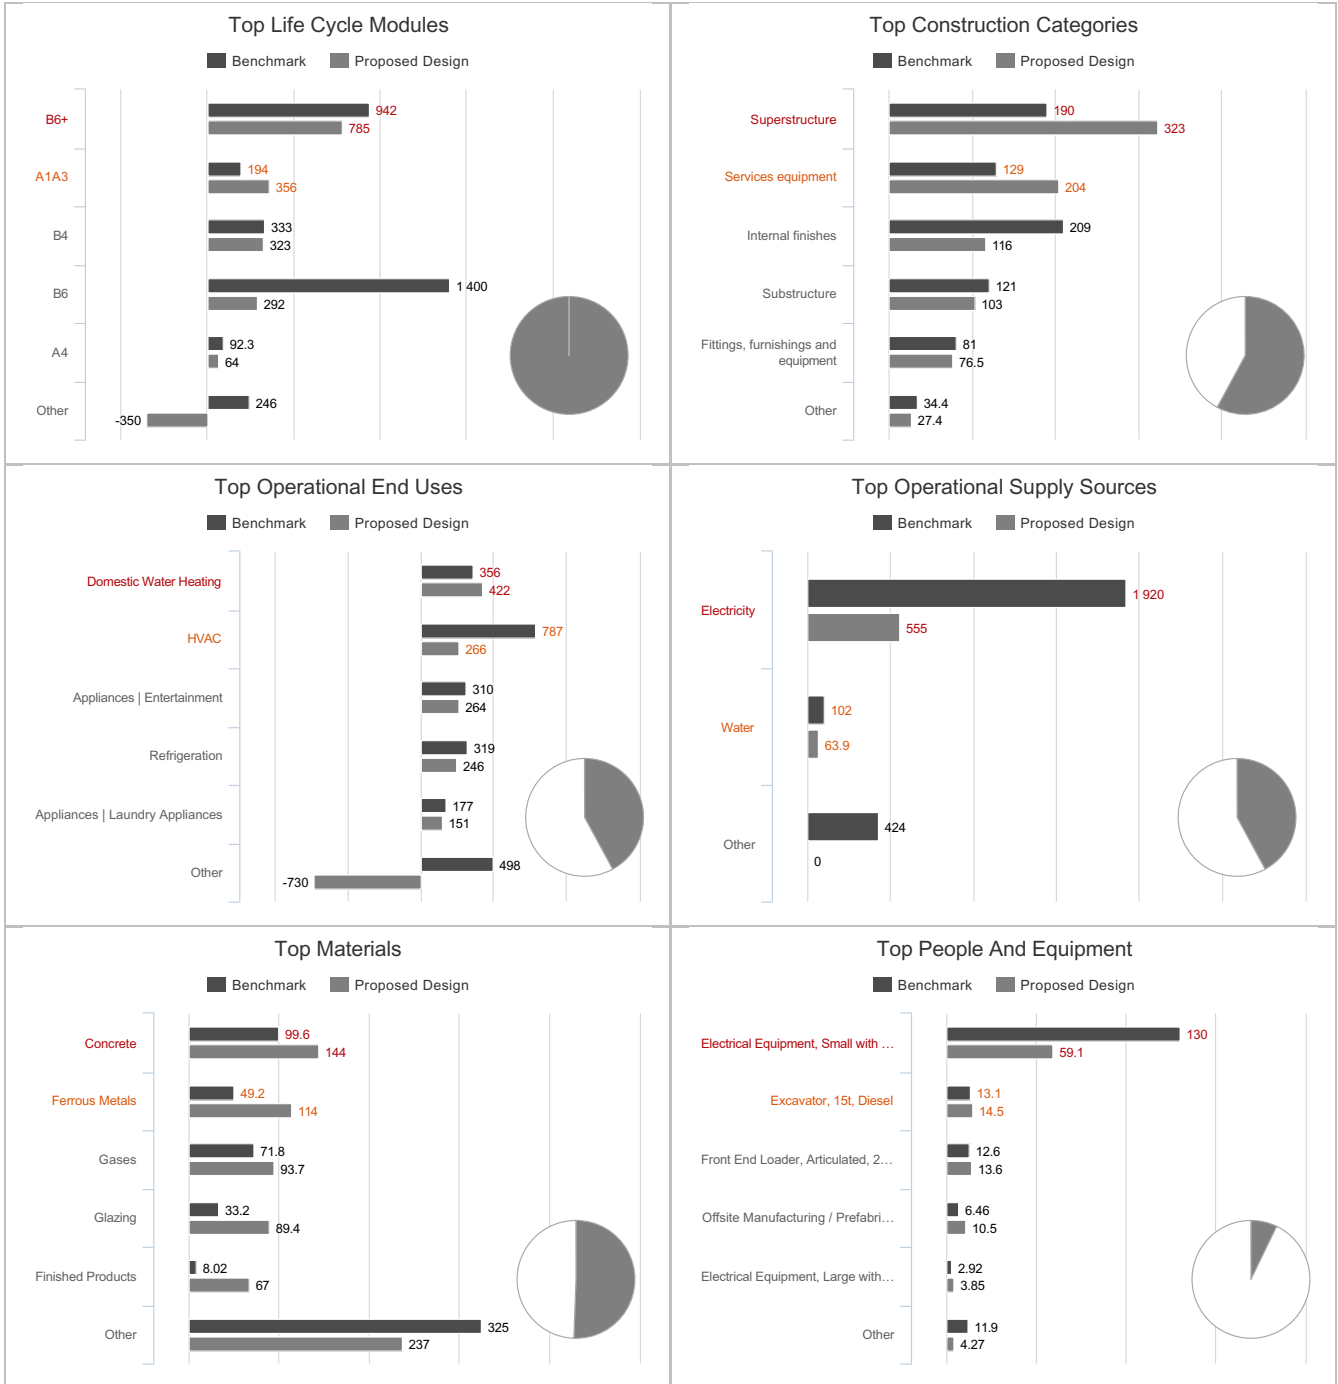 Top Life Cycle Modules
Benchmark
Proposed Design
B6+
942
785
A1A3
194
356
B4
333
323
B6
1 400
292
A4
92.3
64
Other
246
-350
Top Construction Categories
Benchmark
Proposed Design
Superstructure
190
323
Services equipment
129
204
Internal finishes
209
116
Substructure
121
103
Fittings, furnishings and
equipment
81
76.5
Other
34.4
27.4
Top Operational End Uses
Benchmark
Proposed Design
Domestic Water Heating
356
422
HVAC
787
266
Appliances | Entertainment
310
264
Refrigeration
319
246
Appliances | Laundry Appliances
177
151
Other
498
-730
Top Operational Supply Sources
Benchmark
Proposed Design
Electricity
1 920
555
Water
102
63.9
Other
424
0
Top Materials
Benchmark
Proposed Design
Concrete
99.6
144
Ferrous Metals
49.2
114
Gases
71.8
93.7
Glazing
33.2
89.4
Finished Products
8.02
67
Other
325
237
Top People And Equipment
Benchmark
Proposed Design
Electrical Equipment, Small with …
130
59.1
Excavator, 15t, Diesel
13.1
14.5
Front End Loader, Articulated, 2…
12.6
13.6
Offsite Manufacturing / Prefabri…
6.46
10.5
Electrical Equipment, Large with…
2.92
3.85
Other
11.9
4.27